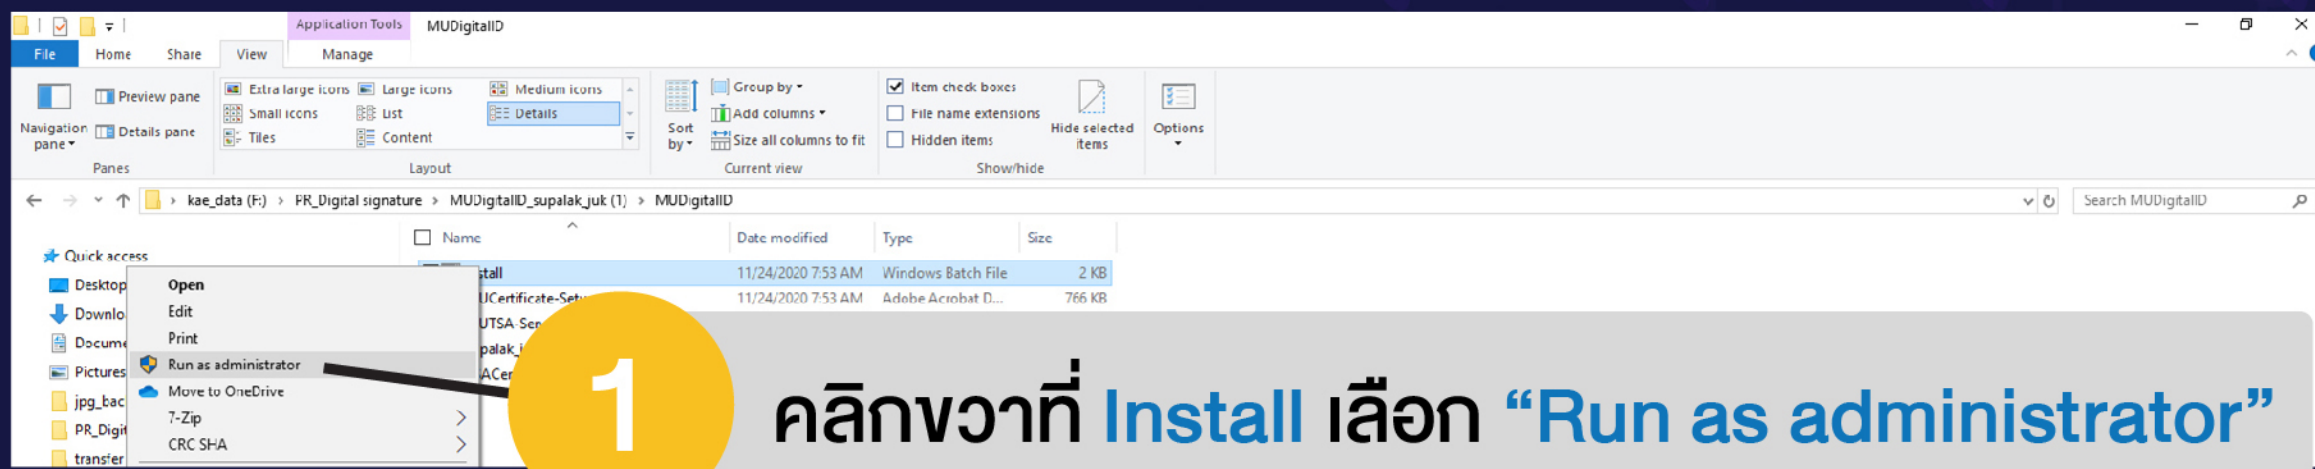 Application Tools MUDigitalID
File Home Share View Manage
Preview pane
Details pane
Navigation pane
Panes
Extra large icons Large icons Medium icons
Small icons List Details
Tiles Content
Layout
Sort by
Group by
Add columns
Size all columns to fit
Current view
Item check boxes
File name extensions
Hidden items
Hide selected items
Show/hide
Options
kae_data (F:) PR_Digital signature MUDigitalID_supalak_juk (1) MUDigitalID
Search MUDigitalID
Name Date modified Type Size
Quick access
Desktop
Downlo
Docume
Pictures
jpg_bac
PR_Digit
transfer
Open
Edit
Print
Run as administrator
Move to OneDrive
7-Zip
CRC SHA
stall 11/24/2020 7:53 AM Windows Batch File 2 KB
UCertificate-Setu 11/24/2020 7:53 AM Adobe Acrobat D... 766 KB
UTSA-Ser
palak_j
ACer
1
คลิกขวาที่ Install เลือก “Run as administrator”